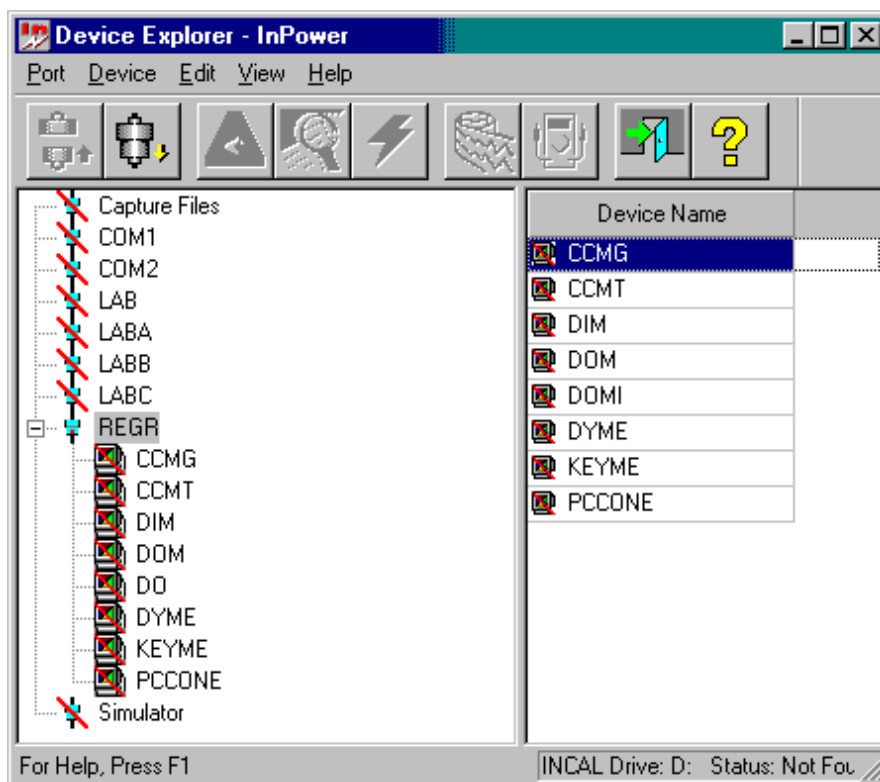 Device Explorer - InPower
Port Device Edit View Help
Capture Files
COM1
COM2
LAB
LABA
LABB
LABC
REGR
CCMG
CCMT
DIM
DOM
DO
DYME
KEYME
PCCONE
Simulator
Device Name
CCMG
CCMT
DIM
DOM
DOMI
DYME
KEYME
PCCONE
For Help, Press F1
INCAL Drive: D: Status: Not Fou